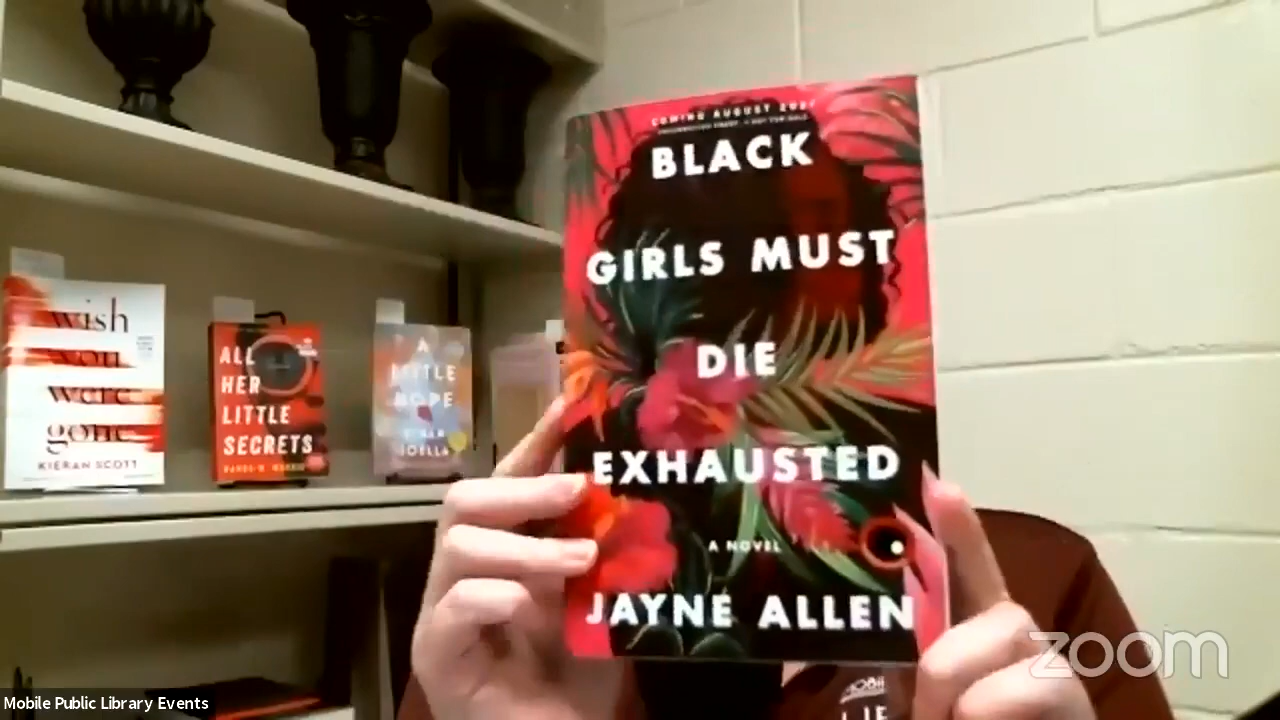 COMING AUGUST
BLACK
GIRLS MUST
DIE
EXHAUSTED
A NOVEL
JAYNE ALLEN
wish
you
were
gone
KIERAN SCOTT
ALL
HER
LITTLE
SECRETS
A
LITTLE
HOPE
JOELLA
zoom
Mobile Public Library Events